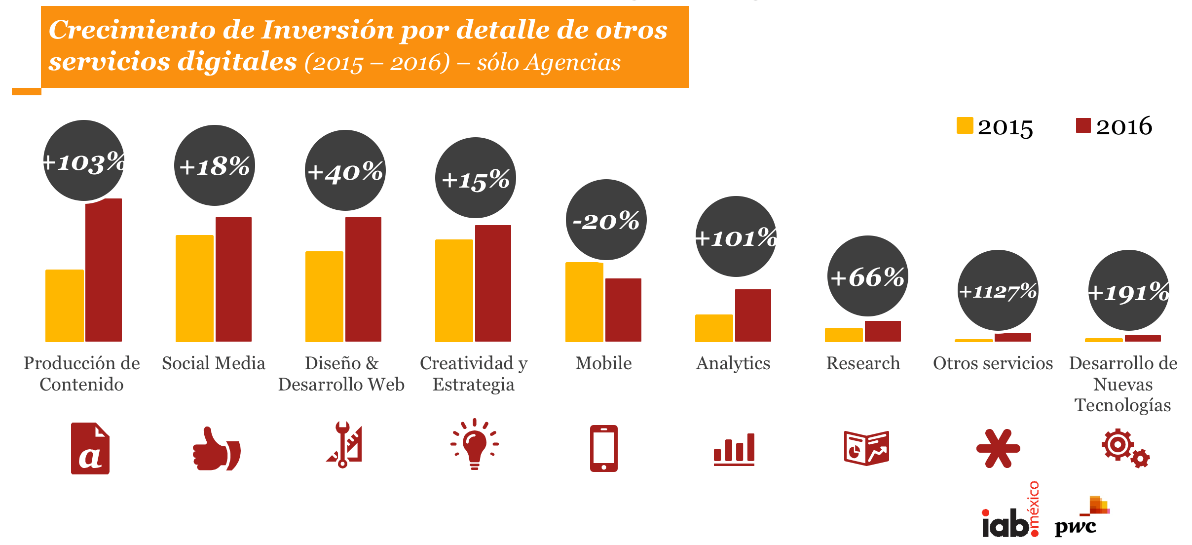 Crecimiento de Inversión por detalle de otros
servicios digitales (2015 – 2016) – sólo Agencias
2015 2016
+103% +18% +40% +15% -20% +101% +66% +1127% +191%
Producción de
Contenido
Social Media
Diseño &
Desarrollo Web
Creatividad y
Estrategia
Mobile
Analytics
Research
Otros servicios
Desarrollo de
Nuevas
Tecnologías
a
iab.méxico
pwc